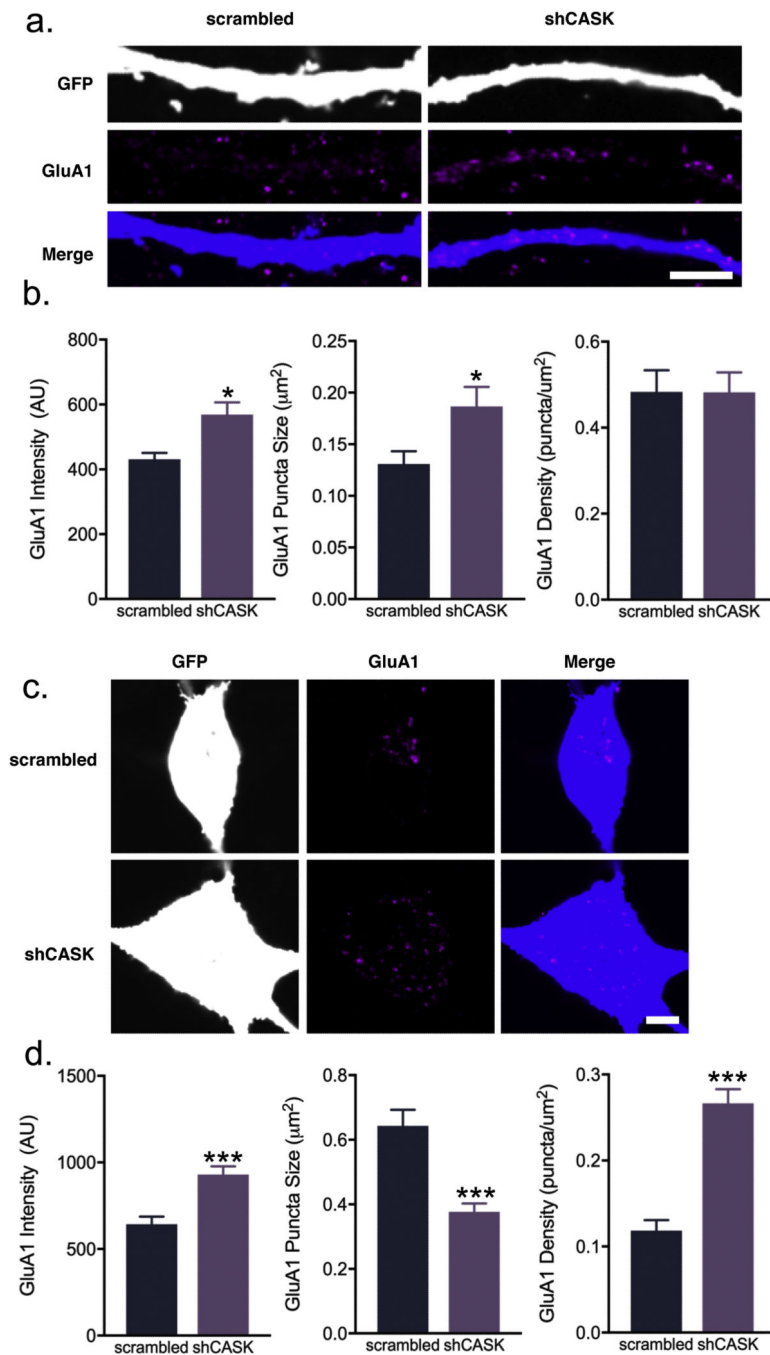 a.
scrambled shCASK
GFP
GluA1
Merge
b.
GluA1 Intensity (AU)
800
600
400
200
0
*
scrambled shCASK
GluA1 Puncta Size (μm²)
0.25
0.20
0.15
0.10
0.05
0.00
*
scrambled shCASK
GluA1 Density (puncta/um²)
0.6
0.4
0.2
0.0
scrambled shCASK
c.
GFP GluA1 Merge
scrambled
shCASK
d.
GluA1 Intensity (AU)
1500
1000
500
0
***
scrambled shCASK
GluA1 Puncta Size (μm²)
0.8
0.6
0.4
0.2
0.0
***
scrambled shCASK
GluA1 Density (puncta/um²)
0.3
0.2
0.1
0.0
***
scrambled shCASK